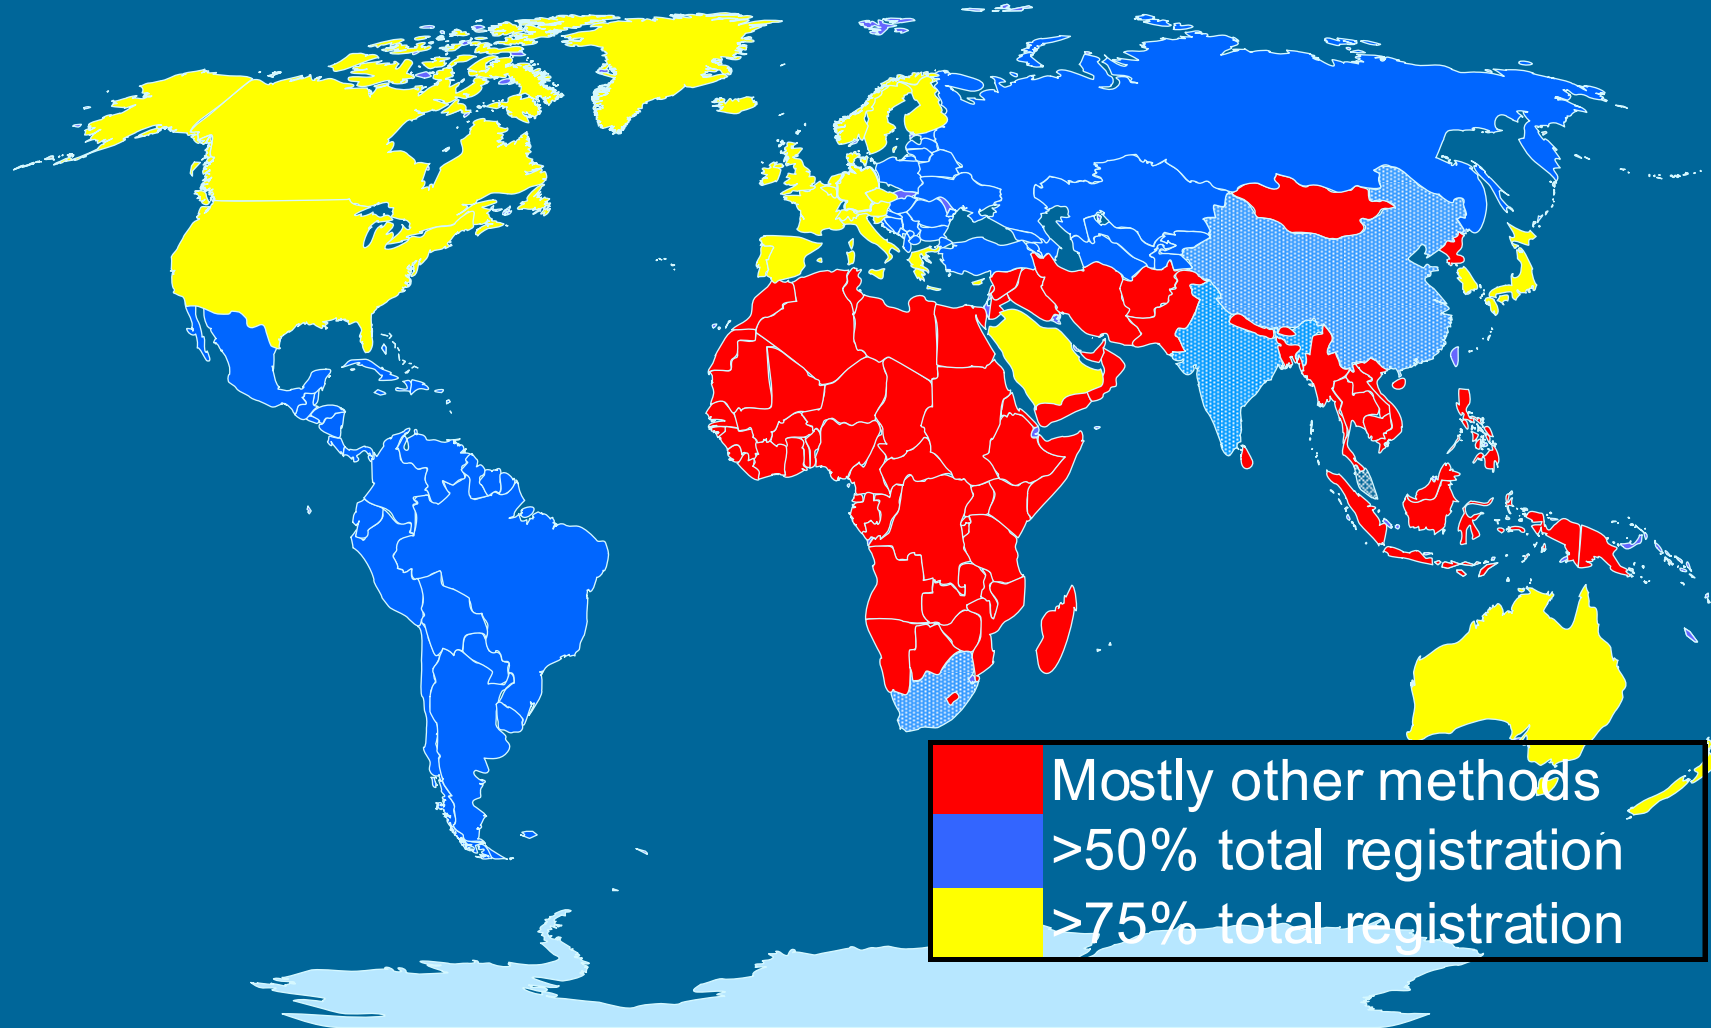 Mostly other methods
>50% total registration
>75% total registration